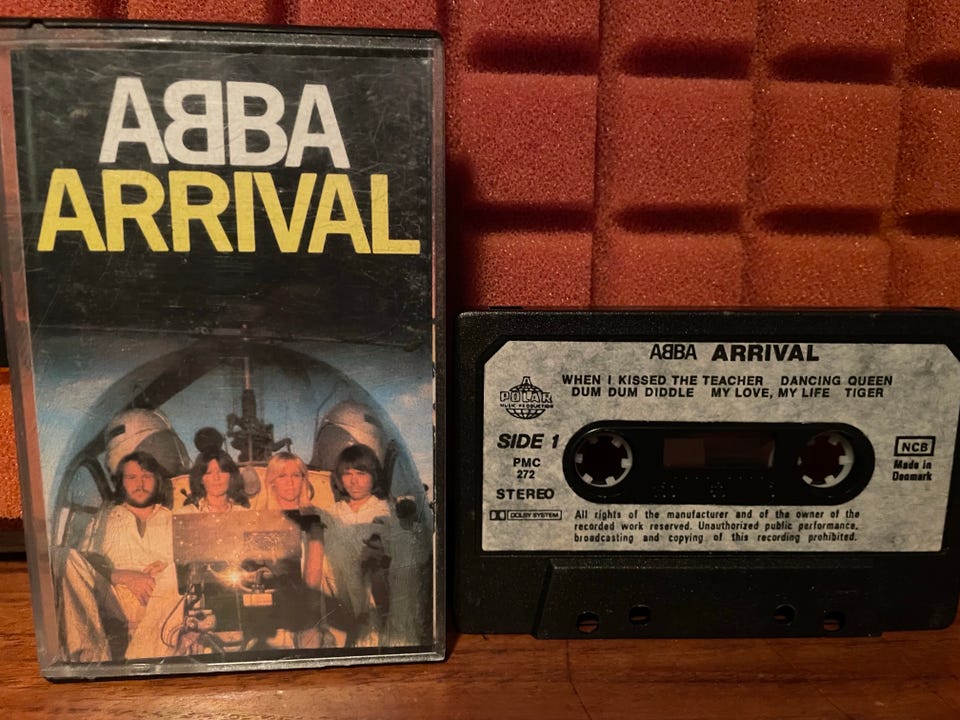 ABBA
ARRIVAL
ABBA ARRIVAL
WHEN I KISSED THE TEACHER DANCING QUEEN
DUM DUM DIDDLE MY LOVE, MY LIFE TIGER
POLAR
MUSIC PRODUCTION
SIDE 1
PMC
272
STEREO
NCB
Made in
Denmark
DOLBY SYSTEM
All rights of the manufacturer and of the owner of the
recorded work reserved. Unauthorized public performance,
broadcasting and copying of this recording prohibited.